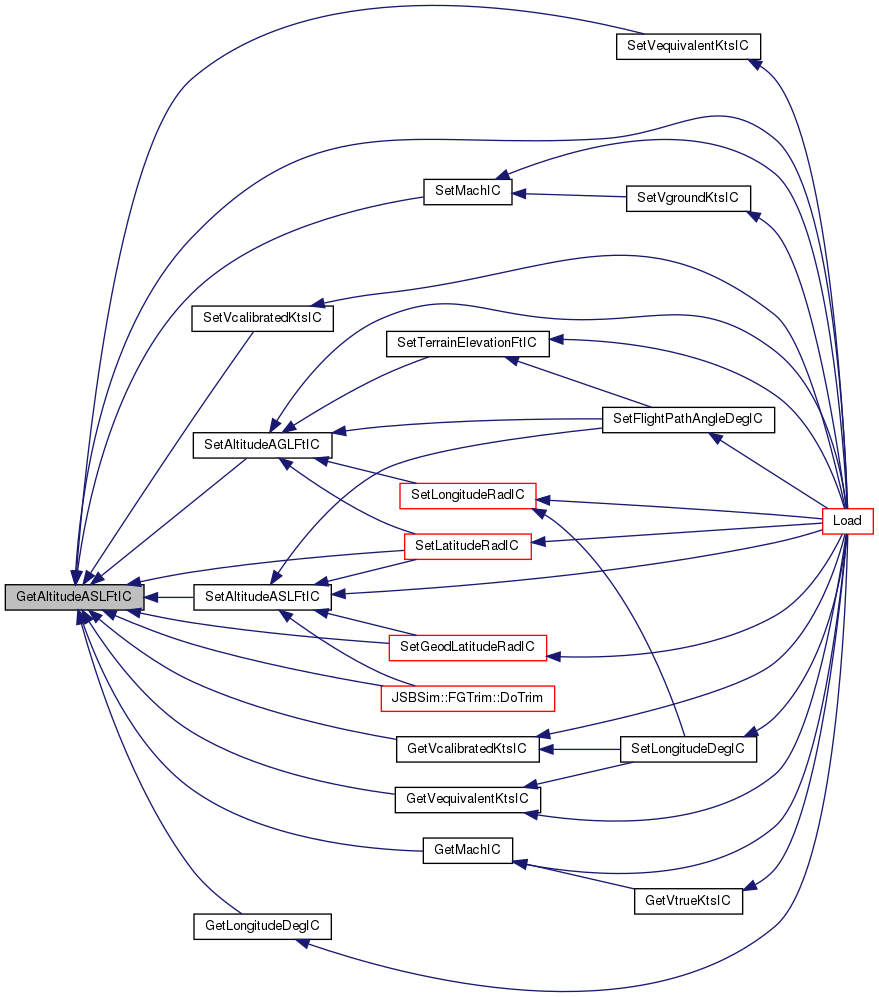 SetVequivalentKtsIC
SetMachIC
SetVgroundKtsIC
SetVcalibratedKtsIC
SetTerrainElevationFtIC
SetFlightPathAngleDegIC
SetAltitudeAGLFtIC
SetLongitudeRadIC
Load
SetLatitudeRadIC
GetAltitudeASLFtIC
SetAltitudeASLFtIC
SetGeodLatitudeRadIC
JSBSim::FGTrim::DoTrim
GetVcalibratedKtsIC
SetLongitudeDegIC
GetVequivalentKtsIC
GetMachIC
GetVtrueKtsIC
GetLongitudeDegIC